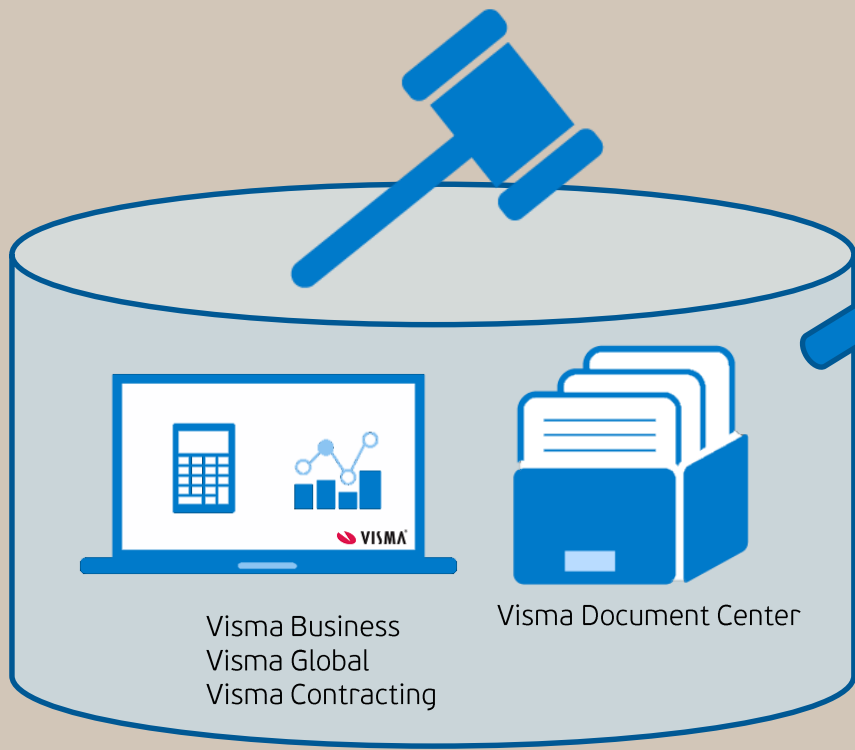 VISMA
Visma Business
Visma Global
Visma Contracting
Visma Document Center